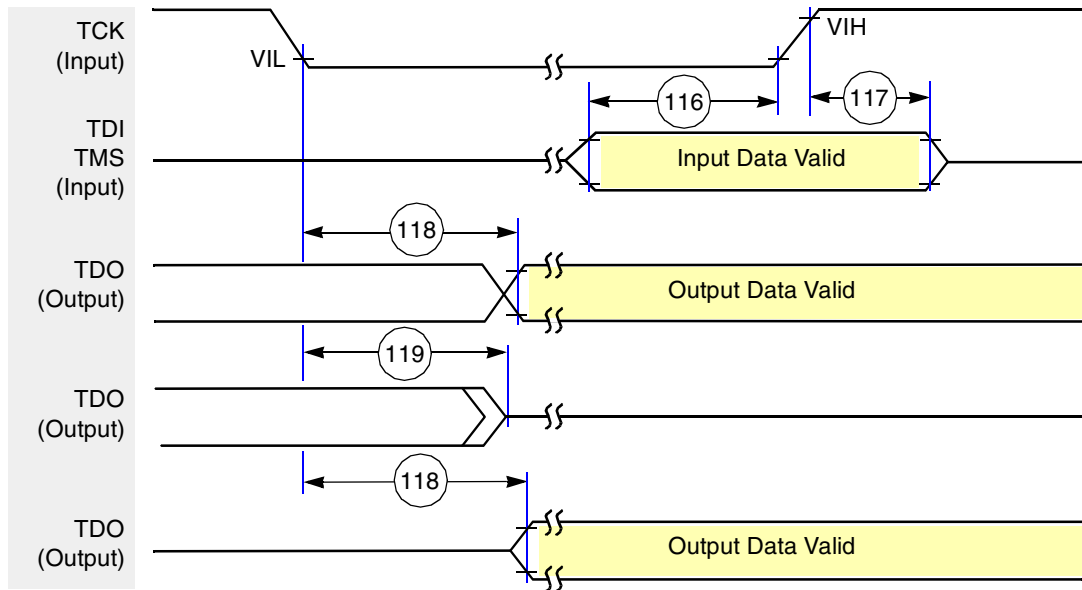 TCK
(Input)
VIL
VIH
116
117
TDI
TMS
(Input)
Input Data Valid
118
TDO
(Output)
Output Data Valid
119
TDO
(Output)
118
TDO
(Output)
Output Data Valid